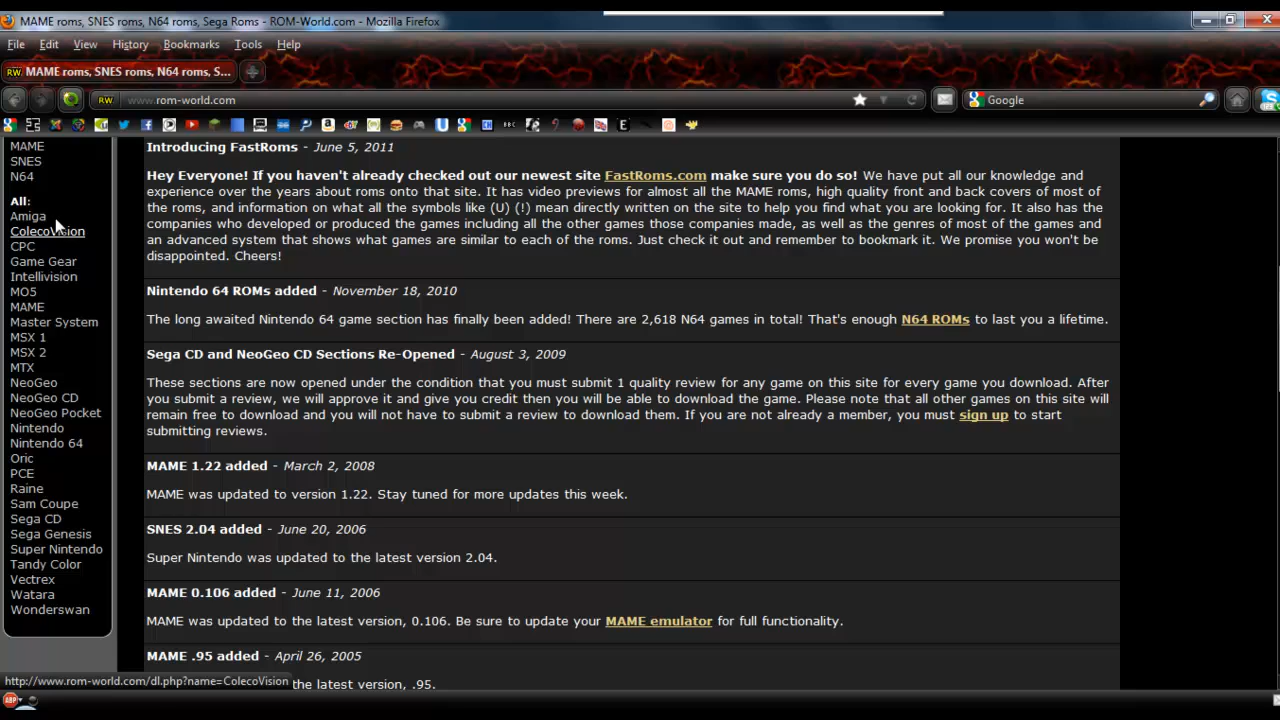 MAME roms, SNES roms, N64 roms, Sega Roms - ROM-World.com - Mozilla Firefox
File Edit View History Bookmarks Tools Help
RW MAME roms, SNES roms, N64 roms, S...
RW www.rom-world.com
Google
BBC
MAME
SNES
N64
All:
Amiga
ColecoVision
CPC
Game Gear
Intellivision
MO5
MAME
Master System
MSX 1
MSX 2
MTX
NeoGeo
NeoGeo CD
NeoGeo Pocket
Nintendo
Nintendo 64
Oric
PCE
Raine
Sam Coupe
Sega CD
Sega Genesis
Super Nintendo
Tandy Color
Vectrex
Watara
Wonderswan
Introducing FastRoms - June 5, 2011
Hey Everyone! If you haven't already checked out our newest site FastRoms.com make sure you do so! We have put all our knowledge and
experience over the years about roms onto that site. It has video previews for almost all the MAME roms, high quality front and back covers of most of
the roms, and information on what all the symbols like (U) (!) mean directly written on the site to help you find what you are looking for. It also has the
companies who developed or produced the games including all the other games those companies made, as well as the genres of most of the games and
an advanced system that shows what games are similar to each of the roms. Just check it out and remember to bookmark it. We promise you won't be
disappointed. Cheers!
Nintendo 64 ROMs added - November 18, 2010
The long awaited Nintendo 64 game section has finally been added! There are 2,618 N64 games in total! That's enough N64 ROMs to last you a lifetime.
Sega CD and NeoGeo CD Sections Re-Opened - August 3, 2009
These sections are now opened under the condition that you must submit 1 quality review for any game on this site for every game you download. After
you submit a review, we will approve it and give you credit then you will be able to download the game. Please note that all other games on this site will
remain free to download and you will not have to submit a review to download them. If you are not already a member, you must sign up to start
submitting reviews.
MAME 1.22 added - March 2, 2008
MAME was updated to version 1.22. Stay tuned for more updates this week.
SNES 2.04 added - June 20, 2006
Super Nintendo was updated to the latest version 2.04.
MAME 0.106 added - June 11, 2006
MAME was updated to the latest version, 0.106. Be sure to update your MAME emulator for full functionality.
MAME .95 added - April 26, 2005
the latest version, .95.
http://www.rom-world.com/dl.php?name=ColecoVision
ABP